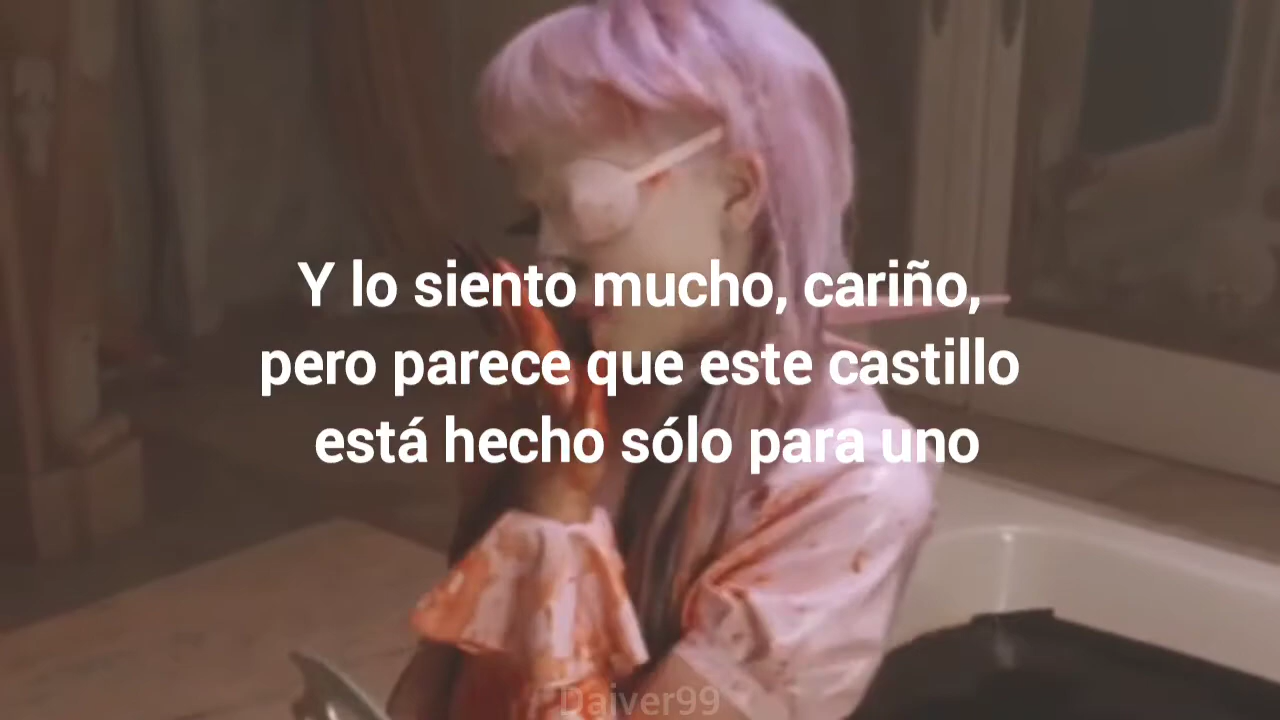 Y lo siento mucho, cariño,
pero parece que este castillo
está hecho sólo para uno
Daiver99